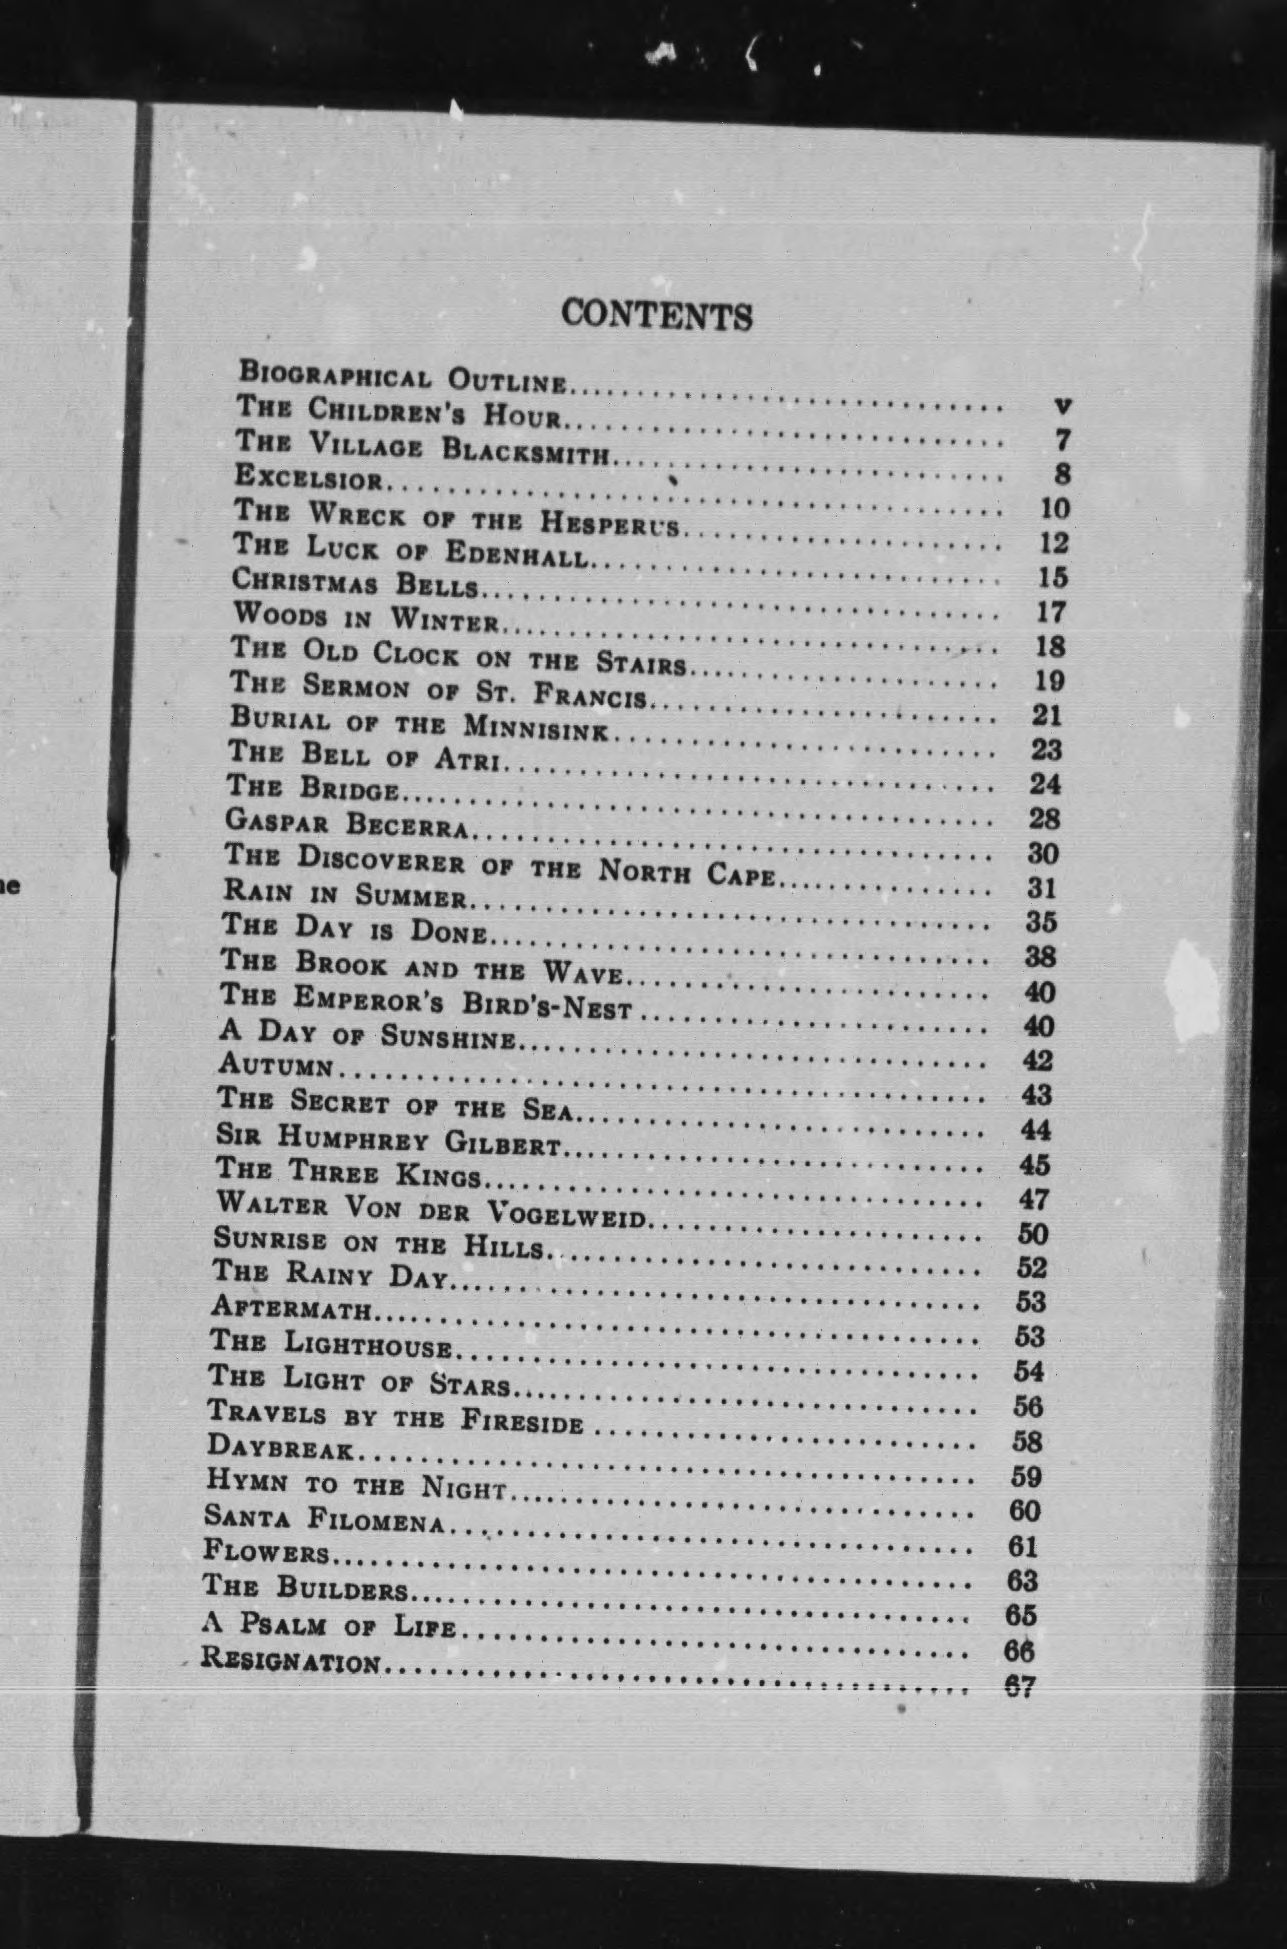 CONTENTS
BIOGRAPHICAL OUTLINE.............................. v
THE CHILDREN'S HOUR.............................. 7
THE VILLAGE BLACKSMITH.............................. 8
EXCELSIOR.............................. 10
THE WRECK OF THE HESPERUS.............................. 12
THE LUCK OF EDENHALL.............................. 15
CHRISTMAS BELLS.............................. 17
WOODS IN WINTER.............................. 18
THE OLD CLOCK ON THE STAIRS.............................. 19
THE SERMON OF ST. FRANCIS.............................. 21
BURIAL OF THE MINNISINK.............................. 23
THE BELL OF ATRI.............................. 24
THE BRIDGE.............................. 28
GASPAR BECERRA.............................. 30
THE DISCOVERER OF THE NORTH CAPE.............................. 31
RAIN IN SUMMER.............................. 35
THE DAY IS DONE.............................. 38
THE BROOK AND THE WAVE.............................. 40
THE EMPEROR'S BIRD'S-NEST.............................. 40
A DAY OF SUNSHINE.............................. 42
AUTUMN.............................. 43
THE SECRET OF THE SEA.............................. 44
SIR HUMPHREY GILBERT.............................. 45
THE THREE KINGS.............................. 47
WALTER VON DER VOGELWEID.............................. 50
SUNRISE ON THE HILLS.............................. 52
THE RAINY DAY.............................. 53
AFTERMATH.............................. 53
THE LIGHTHOUSE.............................. 54
THE LIGHT OF STARS.............................. 56
TRAVELS BY THE FIRESIDE.............................. 58
DAYBREAK.............................. 59
HYMN TO THE NIGHT.............................. 60
SANTA FILOMENA.............................. 61
FLOWERS.............................. 63
THE BUILDERS.............................. 65
A PSALM OF LIFE.............................. 66
RESIGNATION.............................. 67